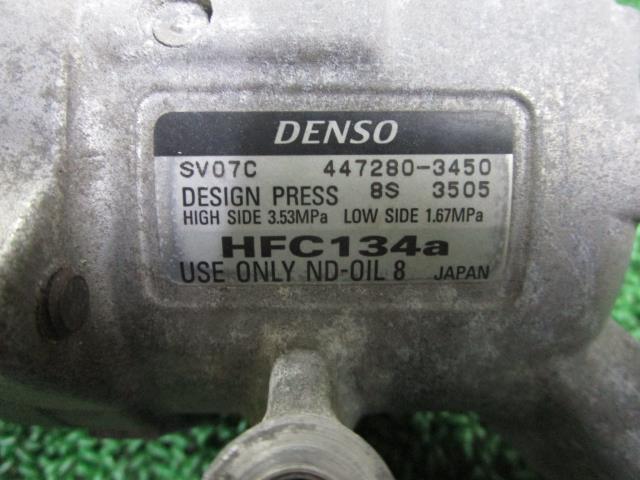 DENSO
SV07C 447280-3450
DESIGN PRESS 8S 3505
HIGH SIDE 3.53MPa LOW SIDE 1.67MPa
HFC134a
USE ONLY ND-OIL 8 JAPAN